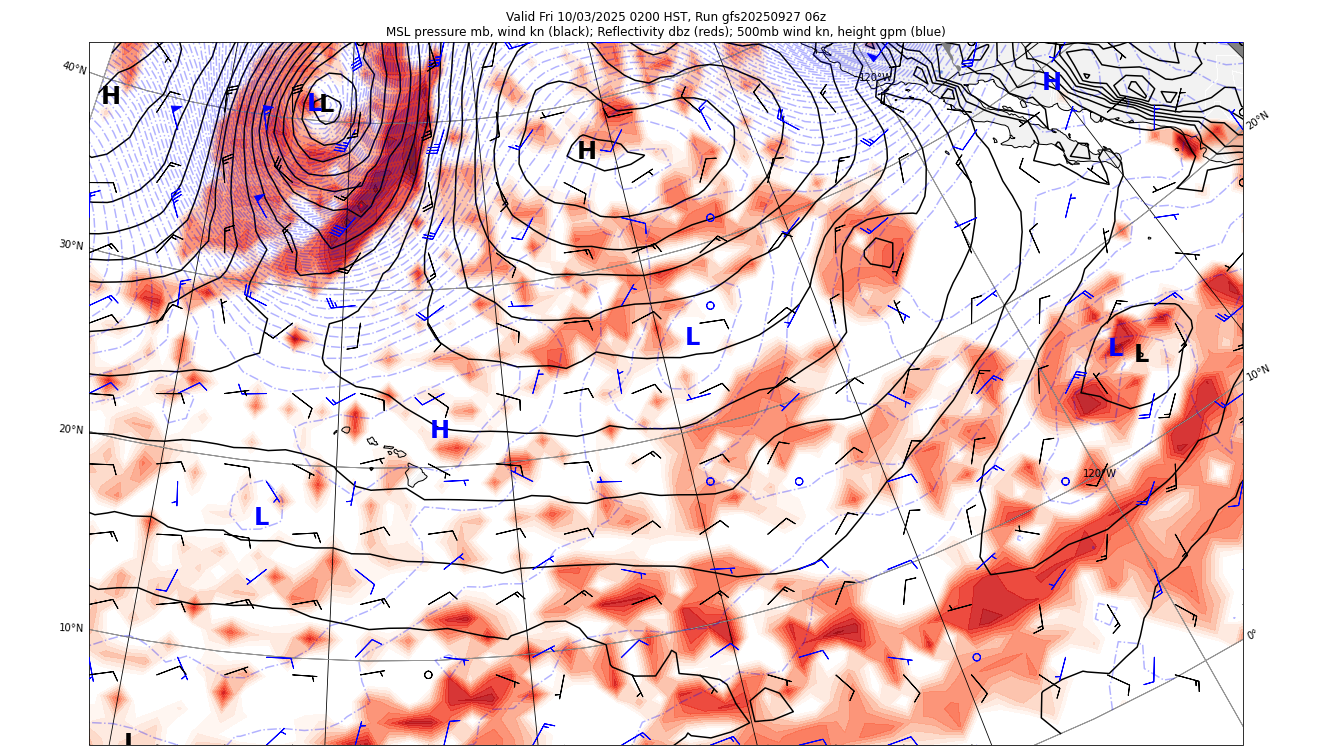 Valid Fri 10/03/2025 0200 HST, Run gfs20250927 06z
MSL pressure mb, wind kn (black); Reflectivity dbz (reds); 500mb wind kn, height gpm (blue)
40°N
120°W
H
20°N
H
L
L
H
30°N
L
L
L
10°N
20°N
H
120°W
L
10°N
0°
L